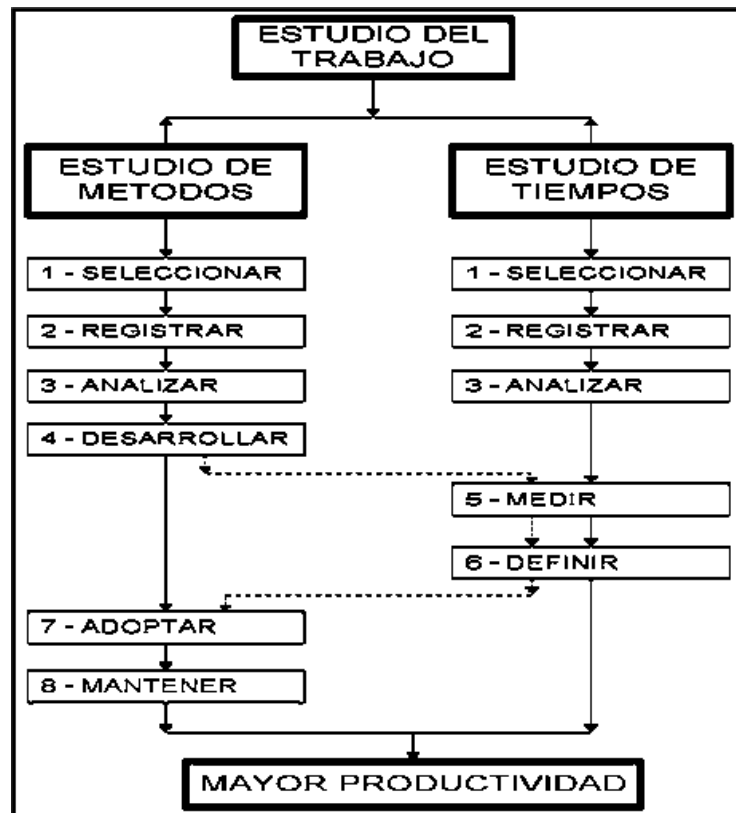 ESTUDIO DEL
TRABAJO
ESTUDIO DE
METODOS
1 - SELECCIONAR
2 - REGISTRAR
3 - ANALIZAR
4 - DESARROLLAR
ESTUDIO DE
TIEMPOS
1 - SELECCIONAR
2 - REGISTRAR
3 - ANALIZAR
5 - MEDIR
6 - DEFINIR
7 - ADOPTAR
8 - MANTENER
MAYOR PRODUCTIVIDAD